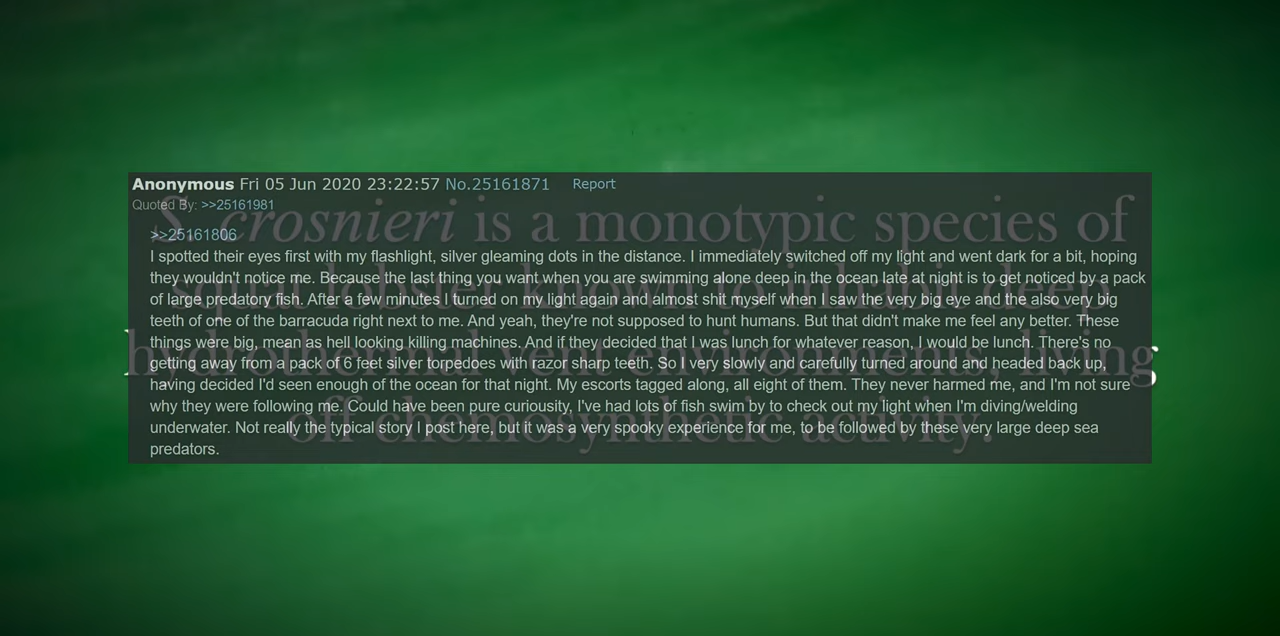 Anonymous Fri 05 Jun 2020 23:22:57 No.25161871 Report
Quoted By: >>25161981
>>25161806
I spotted their eyes first with my flashlight, silver gleaming dots in the distance. I immediately switched off my light and went dark for a bit, hoping
they wouldn't notice me. Because the last thing you want when you are swimming alone deep in the ocean late at night is to get noticed by a pack
of large predatory fish. After a few minutes I turned on my light again and almost shit myself when I saw the very big eye and the also very big
teeth of one of the barracuda right next to me. And yeah, they're not supposed to hunt humans. But that didn't make me feel any better. These
things were big, mean as hell looking killing machines. And if they decided that I was lunch for whatever reason, I would be lunch. There's no
getting away from a pack of 6 feet silver torpedoes with razor sharp teeth. So I very slowly and carefully turned around and headed back up,
having decided I'd seen enough of the ocean for that night. My escorts tagged along, all eight of them. They never harmed me, and I'm not sure
why they were following me. Could have been pure curiousity, I've had lots of fish swim by to check out my light when I'm diving/welding
underwater. Not really the typical story I post here, but it was a very spooky experience for me, to be followed by these very large deep sea
predators.
S. crosnieri is a monotypic species of
squat lobster known to inhabit deep
hydrothermal vent environments, living
off chemosynthetic activity.